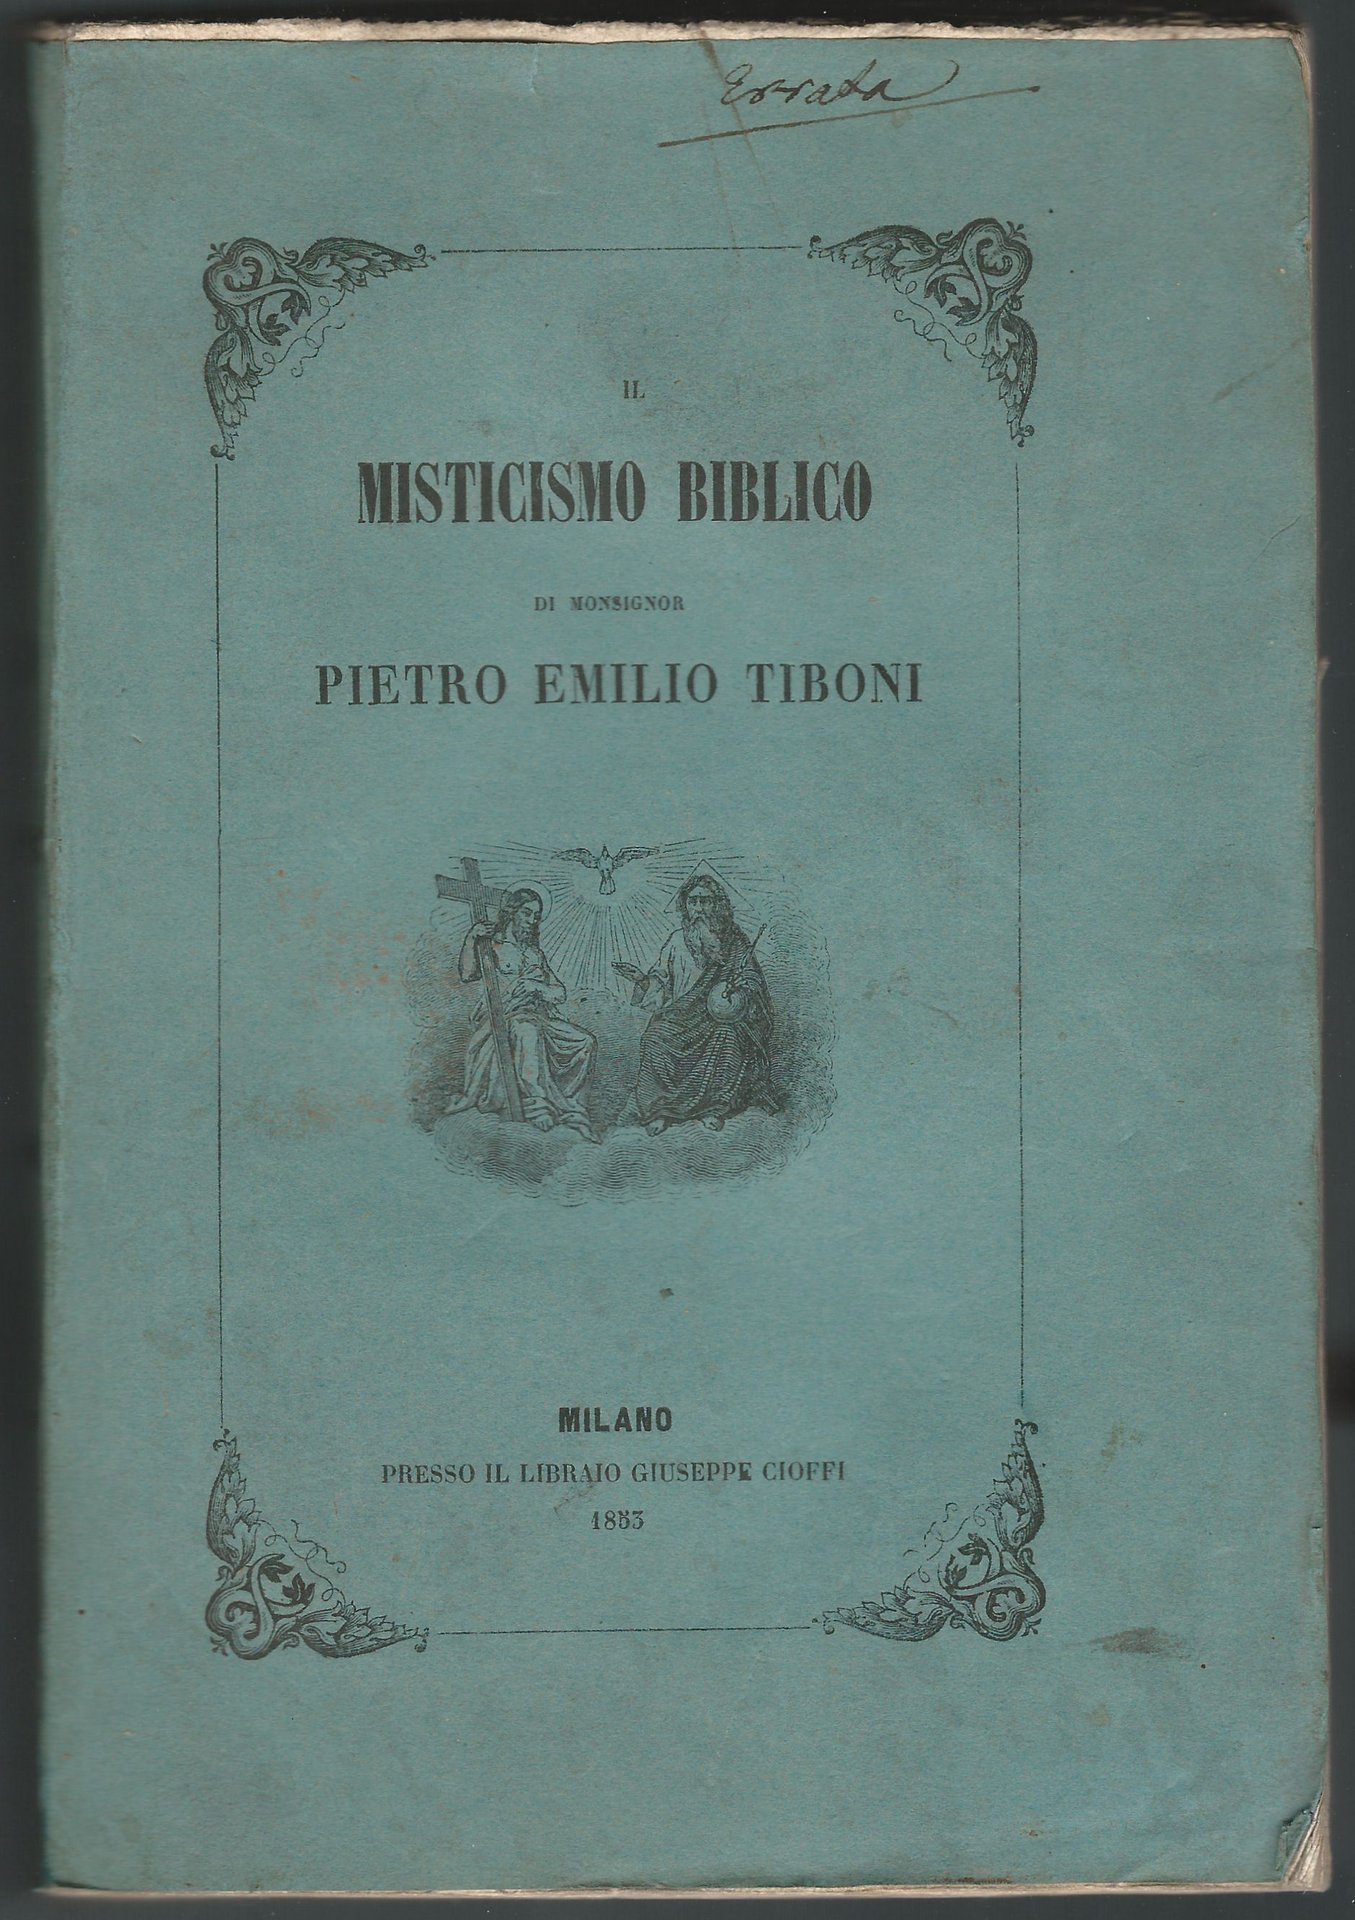 Errata
IL
MISTICISMO BIBLICO
DI MONSIGNOR
PIETRO EMILIO TIBONI
MILANO
PRESSO IL LIBRAIO GIUSEPPE CIOFFI
1853